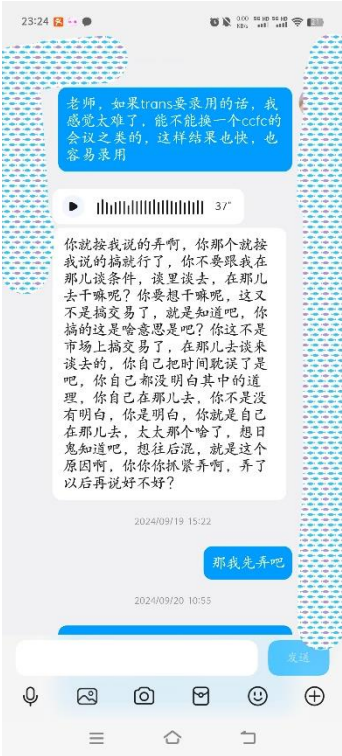 23:24
老师，如果trans要录用的话，我
感觉太难了，能不能换一个ccfc的
会议之类的，这样结果也快，也
容易录用
37"
你就按我说的弄啊，你那个就按
我说的搞就行了，你不要跟我在
那儿谈条件，谈里谈去，在那儿
去干嘛呢？你要想干嘛呢，这又
不是搞交易了，就是知道吧，你
搞的这是啥意思是吧？你这不是
市场上搞交易了，在那儿去谈来
谈去的，你自己把时间耽误了是
吧，你自己都没明白其中的道
理，你自己在那儿去，你不是没
有明白，你是明白，你就是自己
在那儿去，太太那个啥了，想日
鬼知道吧，想往后混，就是这个
原因啊，你你你抓紧弄啊，弄了
以后再说好不好？
2024/09/19 15:22
那我先弄吧
2024/09/20 10:55
发送